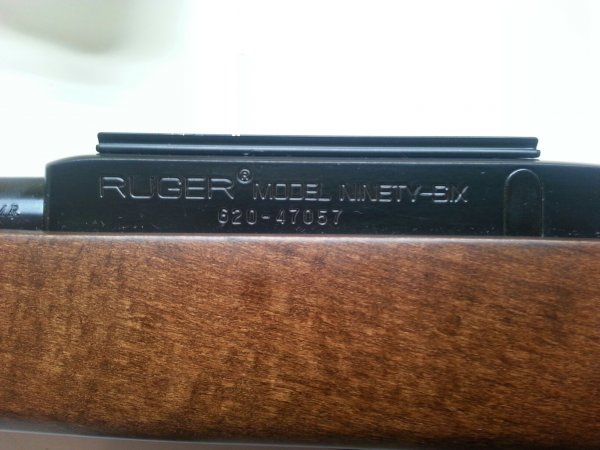 RUGER® MODEL NINETY-SIX
620-47057